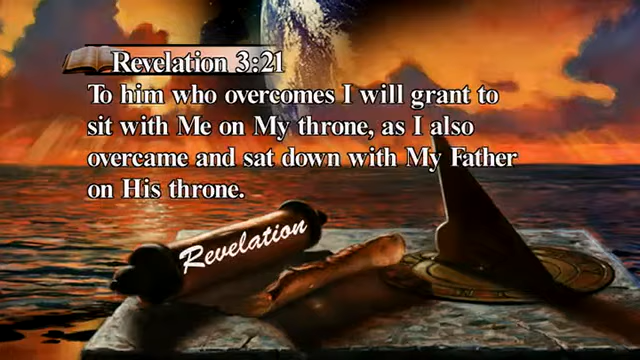 Revelation 3:21
To him who overcomes I will grant to
sit with Me on My throne, as I also
overcame and sat down with My Father
on His throne.
Revelation